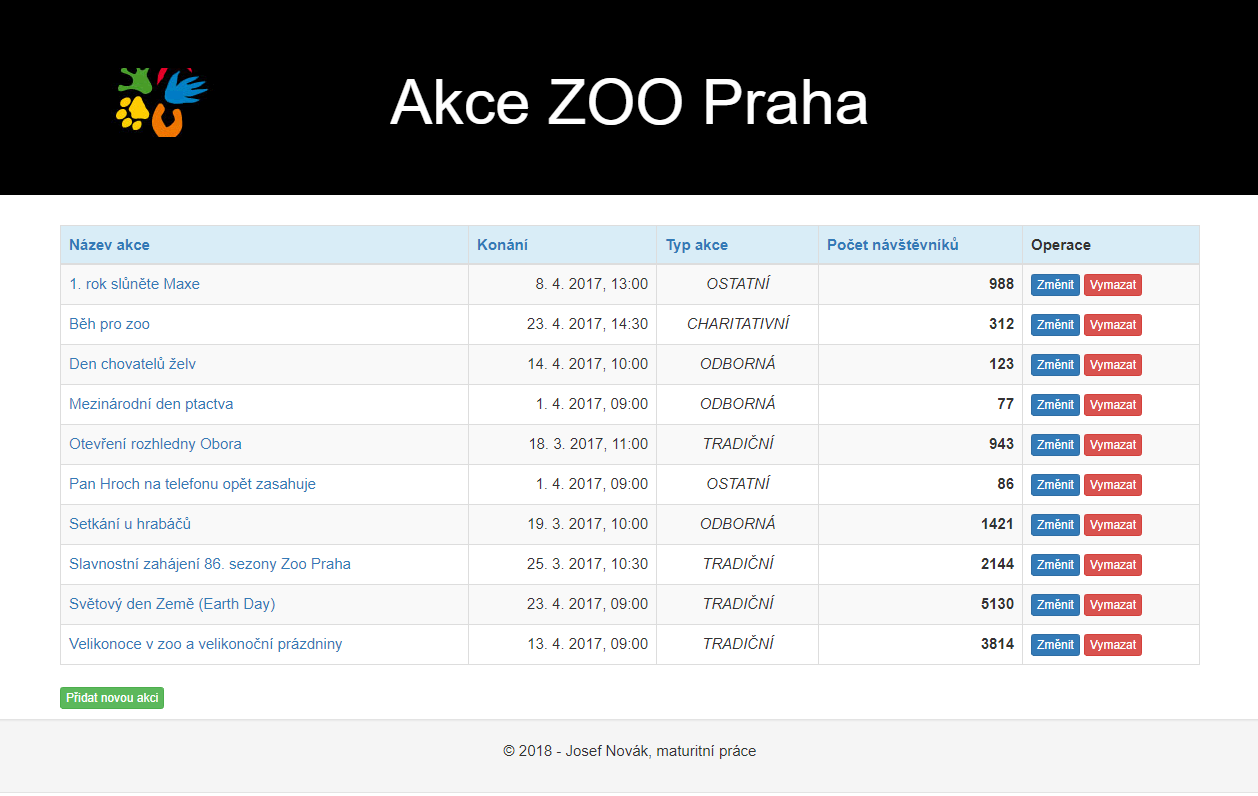 Akce ZOO Praha
Název akce Konání Typ akce Počet návštěvníků Operace
1. rok slůněte Maxe 8. 4. 2017, 13:00 OSTATNÍ 988 Změnit Vymazat
Běh pro zoo 23. 4. 2017, 14:30 CHARITATIVNÍ 312 Změnit Vymazat
Den chovatelů želv 14. 4. 2017, 10:00 ODBORNÁ 123 Změnit Vymazat
Mezinárodní den ptactva 1. 4. 2017, 09:00 ODBORNÁ 77 Změnit Vymazat
Otevření rozhledny Obora 18. 3. 2017, 11:00 TRADIČNÍ 943 Změnit Vymazat
Pan Hroch na telefonu opět zasahuje 1. 4. 2017, 09:00 OSTATNÍ 86 Změnit Vymazat
Setkání u hrabáčů 19. 3. 2017, 10:00 ODBORNÁ 1421 Změnit Vymazat
Slavnostní zahájení 86. sezony Zoo Praha 25. 3. 2017, 10:30 TRADIČNÍ 2144 Změnit Vymazat
Světový den Země (Earth Day) 23. 4. 2017, 09:00 TRADIČNÍ 5130 Změnit Vymazat
Velikonoce v zoo a velikonoční prázdniny 13. 4. 2017, 09:00 TRADIČNÍ 3814 Změnit Vymazat
Přidat novou akci
© 2018 - Josef Novák, maturitní práce